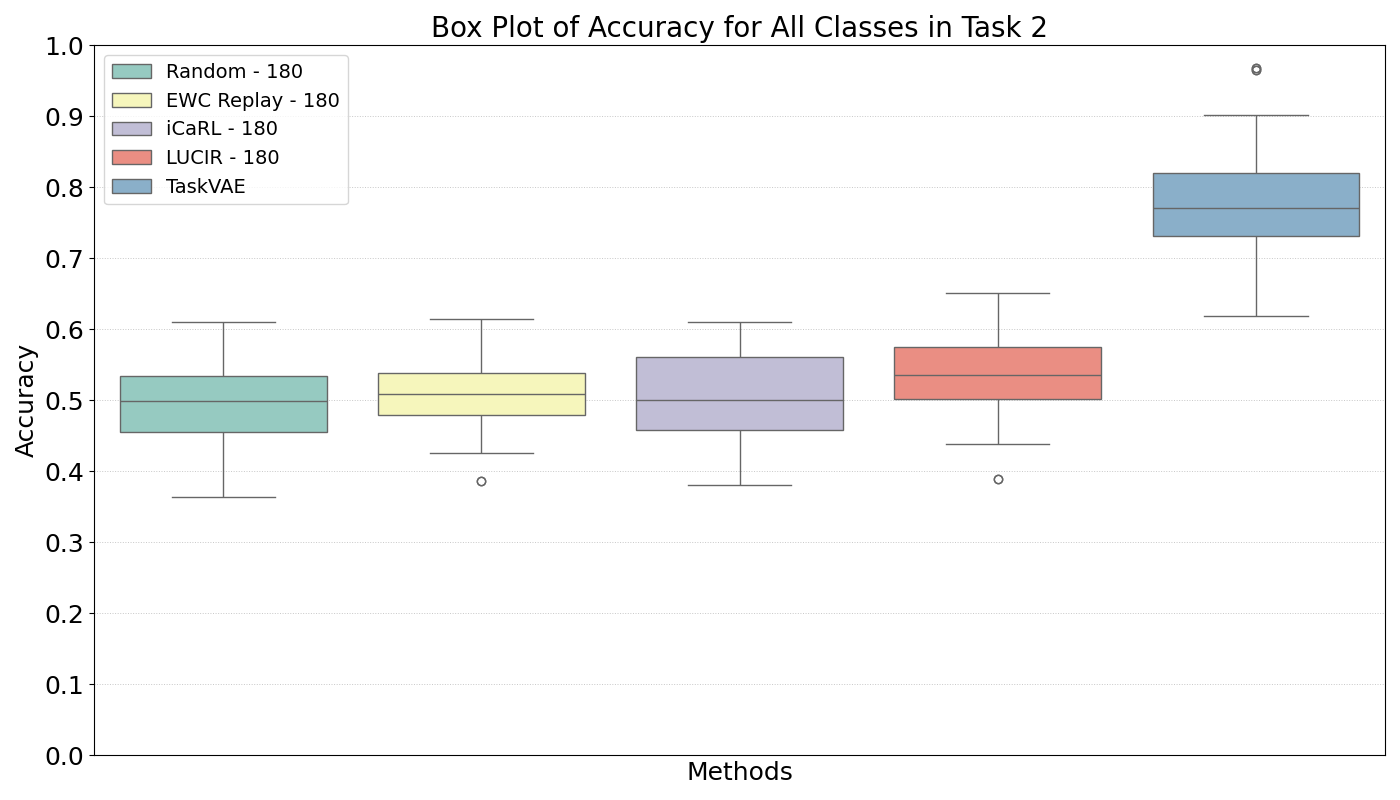 Box Plot of Accuracy for All Classes in Task 2
1.0
0.9
0.8
0.7
0.6
0.5
0.4
0.3
0.2
0.1
0.0
Accuracy
Random - 180
EWC Replay - 180
iCaRL - 180
LUCIR - 180
TaskVAE
Methods